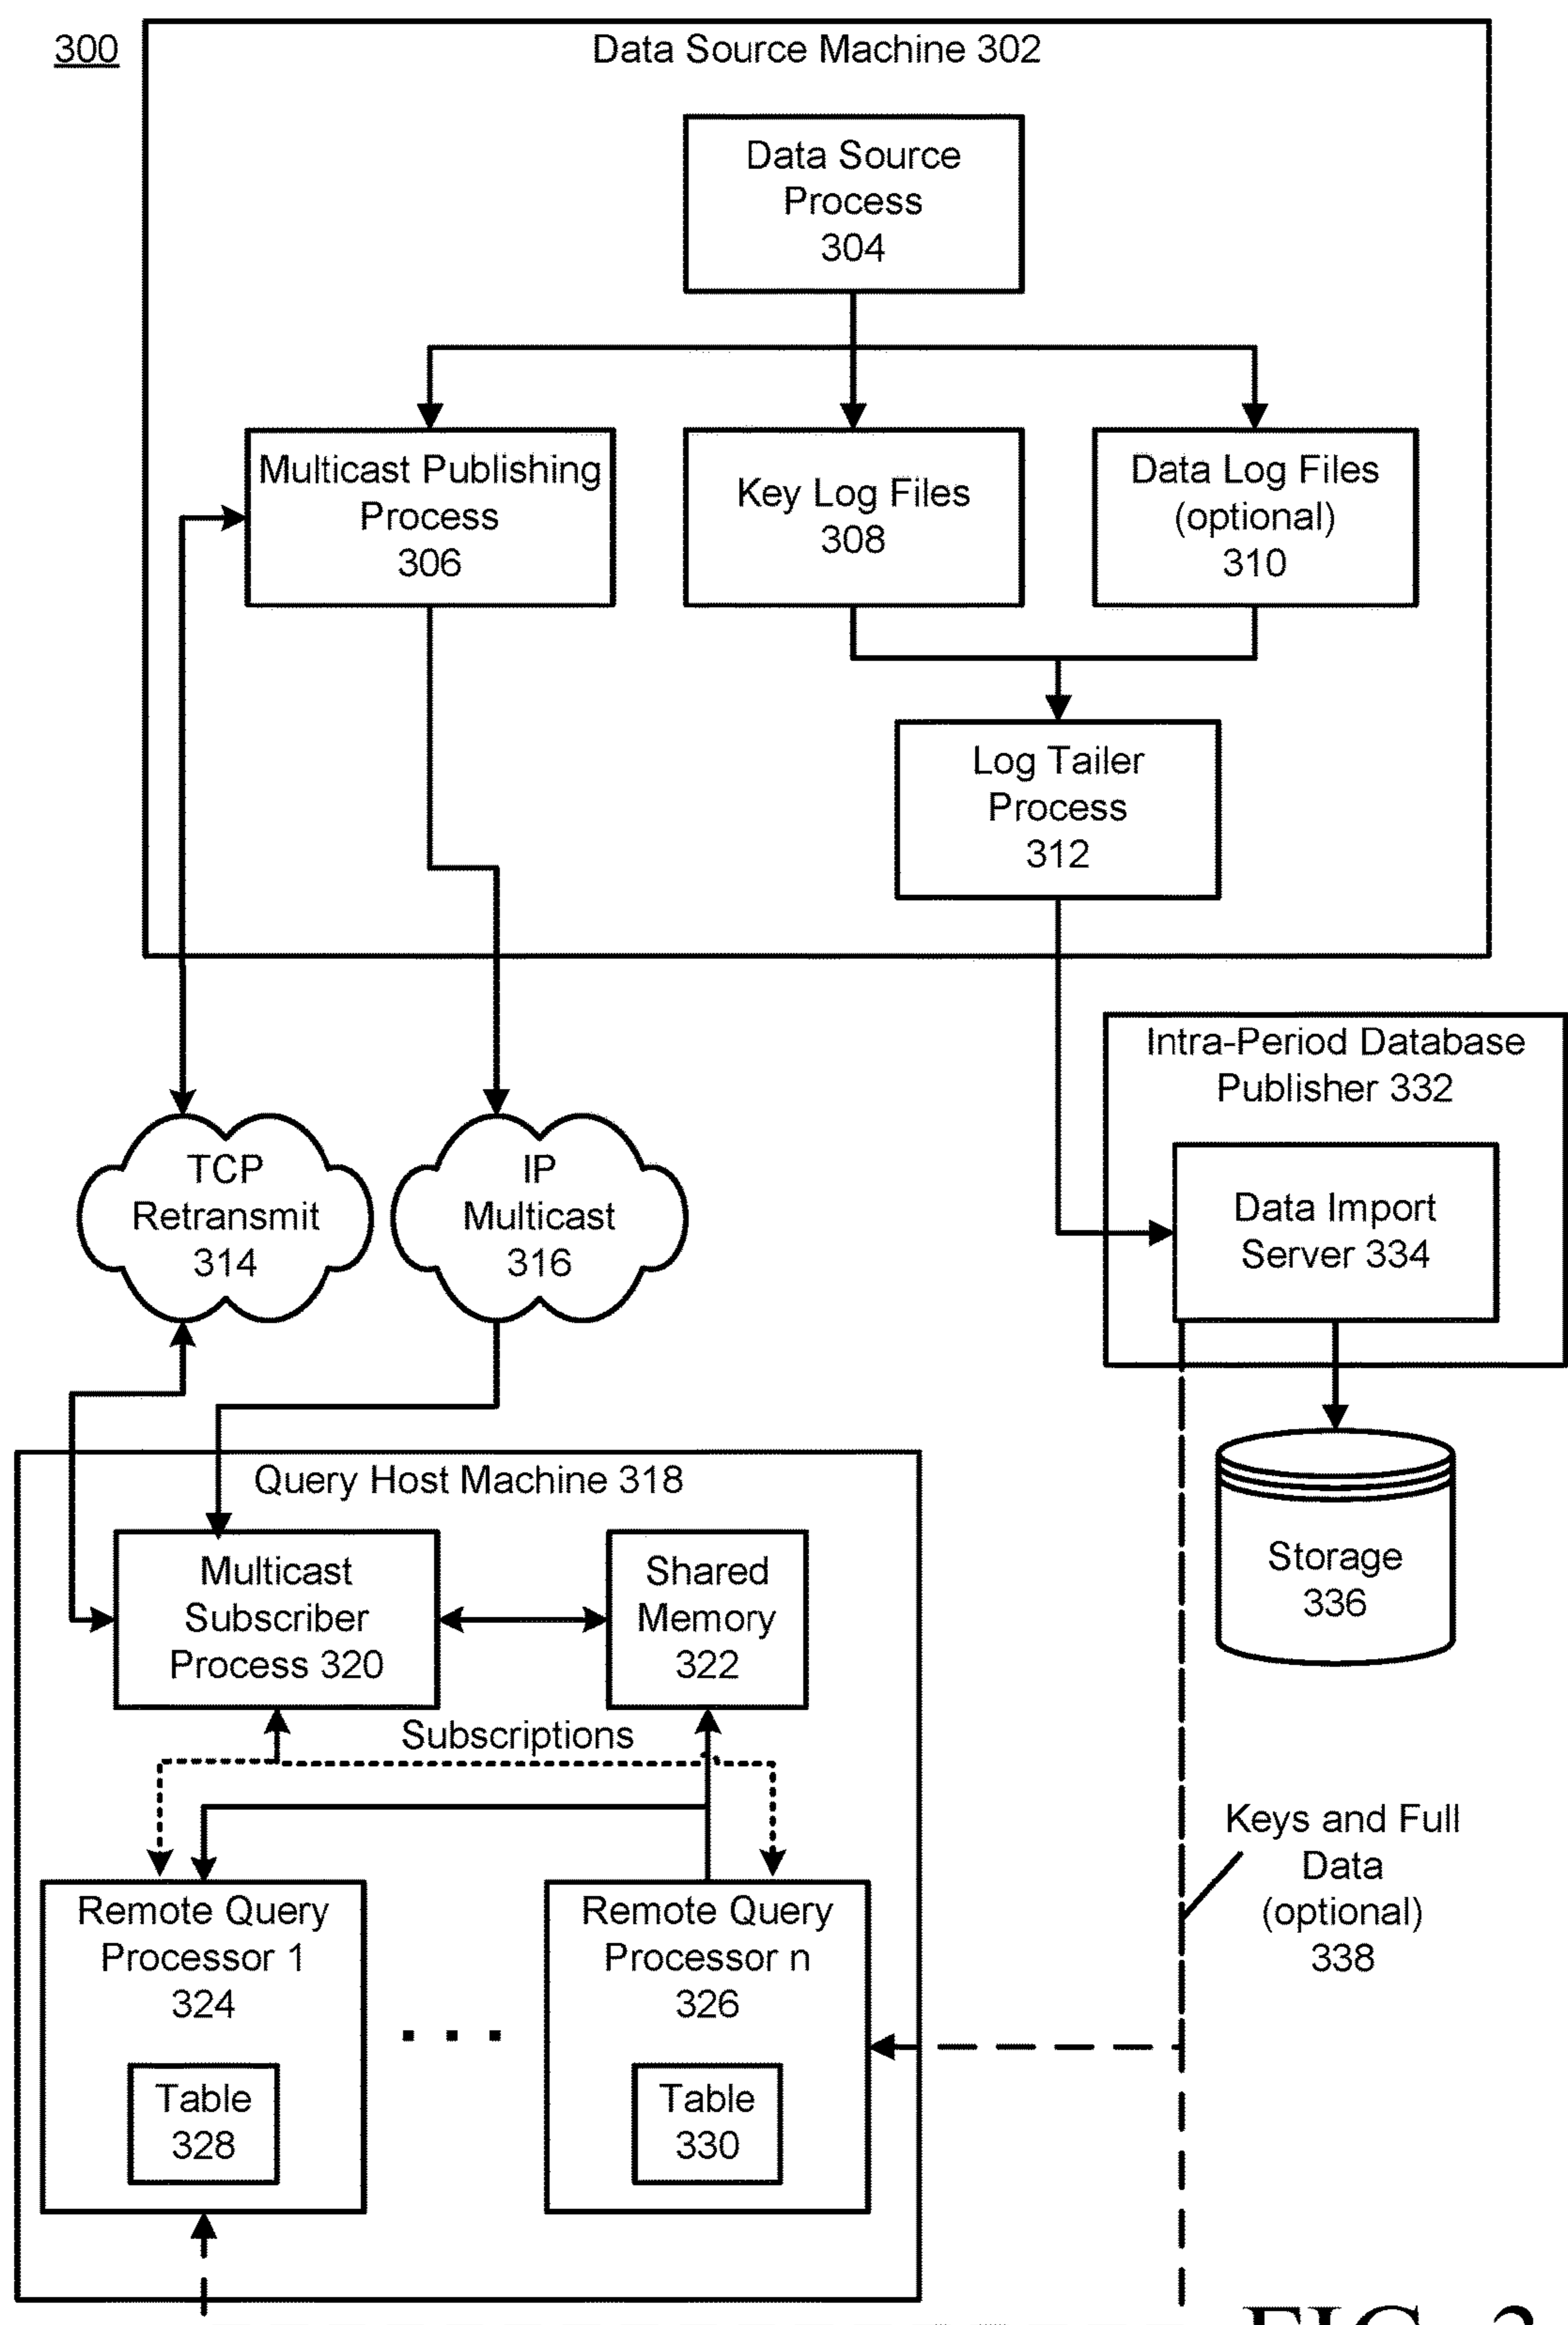 300
Data Source Machine 302
Data Source
Process
304
Multicast Publishing
Process
306
Key Log Files
308
Data Log Files
(optional)
310
Log Tailer
Process
312
Intra-Period Database
Publisher 332
TCP
Retransmit
314
IP
Multicast
316
Data Import
Server 334
Query Host Machine 318
Multicast
Subscriber
Process 320
Shared
Memory
322
Storage
336
Subscriptions
Keys and Full
Data
(optional)
338
Remote Query
Processor 1
324
Remote Query
Processor n
326
Table
328
Table
330